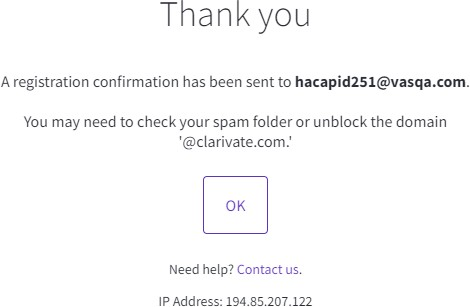 Thank you
A registration confirmation has been sent to hacapid251@vasqa.com.
You may need to check your spam folder or unblock the domain
'@clarivate.com.'
OK
Need help? Contact us.
IP Address: 194.85.207.122